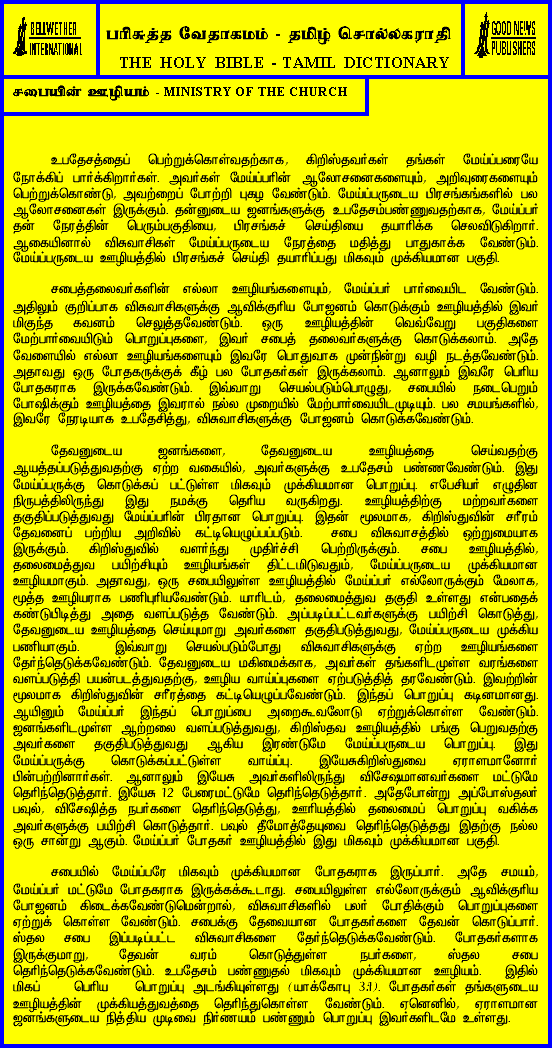 BELLWETHER
INTERNATIONAL
பரிசுத்த வேதாகமம் - தமிழ் சொல்லகராதி
THE HOLY BIBLE - TAMIL DICTIONARY
GOOD NEWS
PUBLISHERS
சபையின் ஊழியம் - MINISTRY OF THE CHURCH
உபதேசத்தைப் பெற்றுக்கொள்வதற்காக, கிறிஸ்தவர்கள் தங்கள் மேய்ப்பரையே
நோக்கிப் பார்க்கிறார்கள். அவர்கள் மேய்ப்பரின் ஆலோசனைகளையும், அறிவுரைகளையும்
பெற்றுக்கொண்டு, அவற்றைப் போற்றி புகழ வேண்டும். மேய்ப்பருடைய பிரசங்கங்களில் பல
ஆலோசனைகள் இருக்கும். தன்னுடைய ஜனங்களுக்கு உபதேசம்பண்ணுவதற்காக, மேய்ப்பர்
தன் நேரத்தின் பெரும்பகுதியை, பிரசங்கச் செய்தியை தயாரிக்க செலவிடுகிறார்.
ஆகையினால் விசுவாசிகள் மேய்ப்பருடைய நேரத்தை மதித்து பாதுகாக்க வேண்டும்.
மேய்ப்பருடைய ஊழியத்தில் பிரசங்கச் செய்தி தயாரிப்பது மிகவும் முக்கியமான பகுதி.
சபைத்தலைவர்களின் எல்லா ஊழியங்களையும், மேய்ப்பர் பார்வையிட வேண்டும்.
அதிலும் குறிப்பாக விசுவாசிகளுக்கு ஆவிக்குரிய போஜனம் கொடுக்கும் ஊழியத்தில் இவர்
மிகுந்த கவனம் செலுத்தவேண்டும். ஒரு ஊழியத்தின் வெவ்வேறு பகுதிகளை
மேற்பார்வையிடும் பொறுப்புகளை, இவர் சபைத் தலைவர்களுக்கு கொடுக்கலாம். அதே
வேளையில் எல்லா ஊழியங்களையும் இவரே பொதுவாக முன்நின்று வழி நடத்தவேண்டும்.
அதாவது ஒரு போதகருக்குக் கீழ் பல போதகர்கள் இருக்கலாம். ஆனாலும் இவரே பெரிய
போதகராக இருக்கவேண்டும். இவ்வாறு செயல்படும்பொழுது, சபையில் நடைபெறும்
போஷிக்கும் ஊழியத்தை இவரால் நல்ல முறையில் மேற்பார்வையிடமுடியும். பல சமயங்களில்,
இவரே நேரடியாக உபதேசித்து, விசுவாசிகளுக்கு போஜனம் கொடுக்கவேண்டும்.
தேவனுடைய ஜனங்களை, தேவனுடைய ஊழியத்தை செய்வதற்கு
ஆயத்தப்படுத்துவதற்கு ஏற்ற வகையில், அவர்களுக்கு உபதேசம் பண்ணவேண்டும். இது
மேய்ப்பருக்கு கொடுக்கப் பட்டுள்ள மிகவும் முக்கியமான பொறுப்பு. எபேசியர் எழுதின
நிருபத்திலிருந்து இது நமக்கு தெரிய வருகிறது. ஊழியத்திற்கு மற்றவர்களை
தகுதிப்படுத்துவது மேய்ப்பரின் பிரதான பொறுப்பு. இதன் மூலமாக, கிறிஸ்துவின் சரீரம்
தேவனைப் பற்றிய அறிவில் கட்டியெழுப்பப்படும். சபை விசுவாசத்தில் ஒற்றுமையாக
இருக்கும். கிறிஸ்துவில் வளர்ந்து முதிர்ச்சி பெற்றிருக்கும். சபை ஊழியத்தில்,
தலைமைத்துவ பயிற்சியும் ஊழியங்கள் திட்டமிடுவதும், மேய்ப்பருடைய முக்கியமான
ஊழியமாகும். அதாவது, ஒரு சபையிலுள்ள ஊழியத்தில் மேய்ப்பர் எல்லோருக்கும் மேலாக,
மூத்த ஊழியராக பணிபுரியவேண்டும். யாரிடம், தலைமைத்துவ தகுதி உள்ளது என்பதைக்
கண்டுபிடித்து அதை வளப்படுத்த வேண்டும். அப்படிப்பட்டவர்களுக்கு பயிற்சி கொடுத்து,
தேவனுடைய ஊழியத்தை செய்யுமாறு அவர்களை தகுதிப்படுத்துவது, மேய்ப்பருடைய முக்கிய
பணியாகும். இவ்வாறு செயல்படும்போது விசுவாசிகளுக்கு ஏற்ற ஊழியங்களை
தேர்ந்தெடுக்கவேண்டும். தேவனுடைய மகிமைக்காக, அவர்கள் தங்களிடமுள்ள வரங்களை
வளப்படுத்தி பயன்படுத்துவதற்கு, ஊழிய வாய்ப்புகளை ஏற்படுத்தித் தரவேண்டும். இவற்றின்
மூலமாக கிறிஸ்துவின் சரீரத்தை கட்டியெழுப்பவேண்டும். இந்தப் பொறுப்பு கடினமானது.
ஆயினும் மேய்ப்பர் இந்தப் பொறுப்பை அறைகூவலோடு ஏற்றுக்கொள்ள வேண்டும்.
ஜனங்களிடமுள்ள ஆற்றலை வளப்படுத்துவது, கிறிஸ்தவ ஊழியத்தில் பங்கு பெறுவதற்கு
அவர்களை தகுதிபடுத்துவது ஆகிய இரண்டுமே மேய்ப்பருடைய பொறுப்பு. இது
மேய்ப்பருக்கு கொடுக்கப்பட்டுள்ள வாய்ப்பு. இயேசுகிறிஸ்துவை ஏராளமானோர்
பின்பற்றினார்கள். ஆனாலும் இயேசு அவர்களிலிருந்து விசேஷமானவர்களை மட்டுமே
தெரிந்தெடுத்தார். இயேசு 12 பேரைமட்டுமே தெரிந்தெடுத்தார். அதேபோன்று அப்போஸ்தலர்
பவுல், விசேஷித்த நபர்களை தெரிந்தெடுத்து, ஊரியத்தில் தலைமைப் பொறுப்பு வகிக்க
அவர்களுக்கு பயிற்சி கொடுத்தார். பவுல் தீமோத்தேயுவை தெரிந்தெடுத்தது இதற்கு நல்ல
ஒரு சான்று ஆகும். மேய்ப்பர் போதகர் ஊழியத்தில் இது மிகவும் முக்கியமான பகுதி.
சபையில் மேய்ப்பரே மிகவும் முக்கியமான போதகராக இருப்பார். அதே சமயம்,
மேய்ப்பர் மட்டுமே போதகராக இருக்கக்கூடாது. சபையிலுள்ள எல்லோருக்கும் ஆவிக்குரிய
போஜனம் கிடைக்கவேண்டுமென்றால், விசுவாசிகளில் பலர் போதிக்கும் பொறுப்புகளை
ஏற்றுக் கொள்ள வேண்டும். சபைக்கு தேவையான போதகர்களை தேவன் கொடுப்பார்.
ஸ்தல சபை இப்படிப்பட்ட விசுவாசிகளை தேர்ந்தெடுக்கவேண்டும். போதகர்களாக
இருக்குமாறு, தேவன் வரம் கொடுத்துள்ள நபர்களை, ஸ்தல சபை
தெரிந்தெடுக்கவேண்டும். உபதேசம் பண்ணுதல் மிகவும் முக்கியமான ஊழியம். இதில்
மிகப் பெரிய பொறுப்பு அடங்கியுள்ளது (யாக்கோபு 3:1). போதகர்கள் தங்களுடைய
ஊழியத்தின் முக்கியத்துவத்தை தெரிந்துகொள்ள வேண்டும். ஏனெனில், ஏராளமான
ஜனங்களுடைய நித்திய முடிவை நிர்ணயம் பண்ணும் பொறுப்பு இவர்களிடமே உள்ளது.